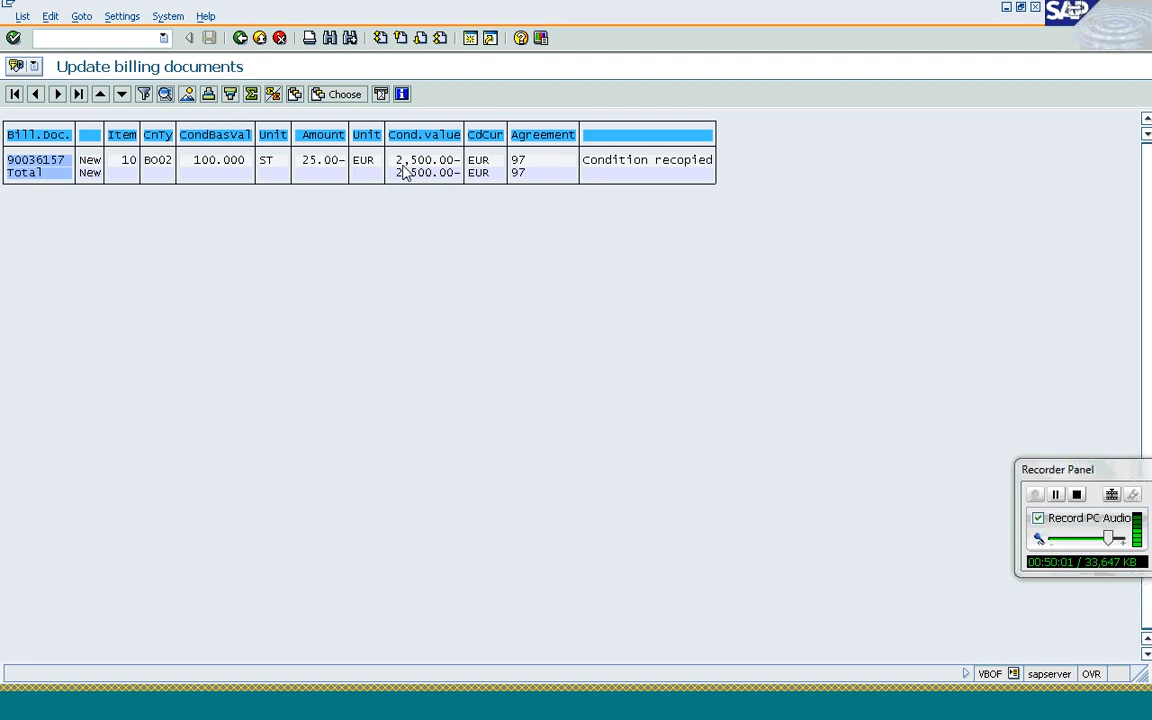 List Edit Goto Settings System Help
SAP
Update billing documents
Choose
Bill.Doc. Item CnTy CondBasVal Unit Amount Unit Cond.value CdCur Agreement
90036157 New 10 BO02 100.000 ST 25.00- EUR 2,500.00- EUR 97 Condition recopied
Total New 2,500.00- EUR 97
Recorder Panel
Record PC Audio
00:50:01 / 33,647 KB
VBOF sapserver OVR